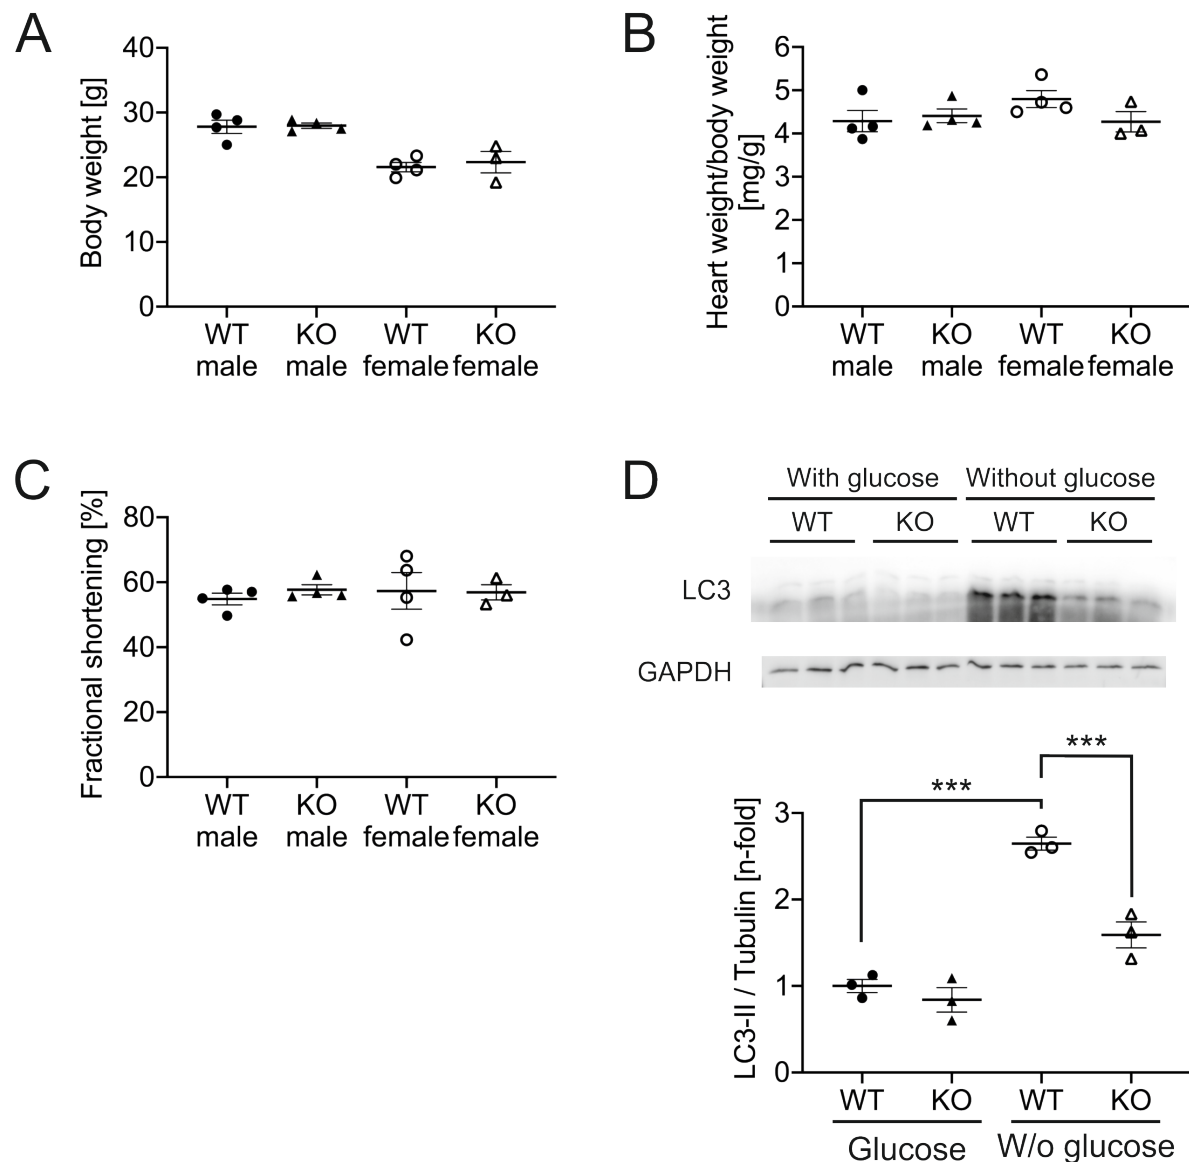 A
Body weight [g]
40
30
20
10
0
WT male
KO male
WT female
KO female
B
Heart weight/body weight
[mg/g]
6
5
4
3
2
1
0
WT male
KO male
WT female
KO female
C
Fractional shortening [%]
80
60
40
20
0
WT male
KO male
WT female
KO female
D
With glucose Without glucose
WT KO WT KO
LC3
GAPDH
LC3-II / Tubulin [n-fold]
***
***
3
2
1
0
WT KO WT KO
Glucose W/o glucose